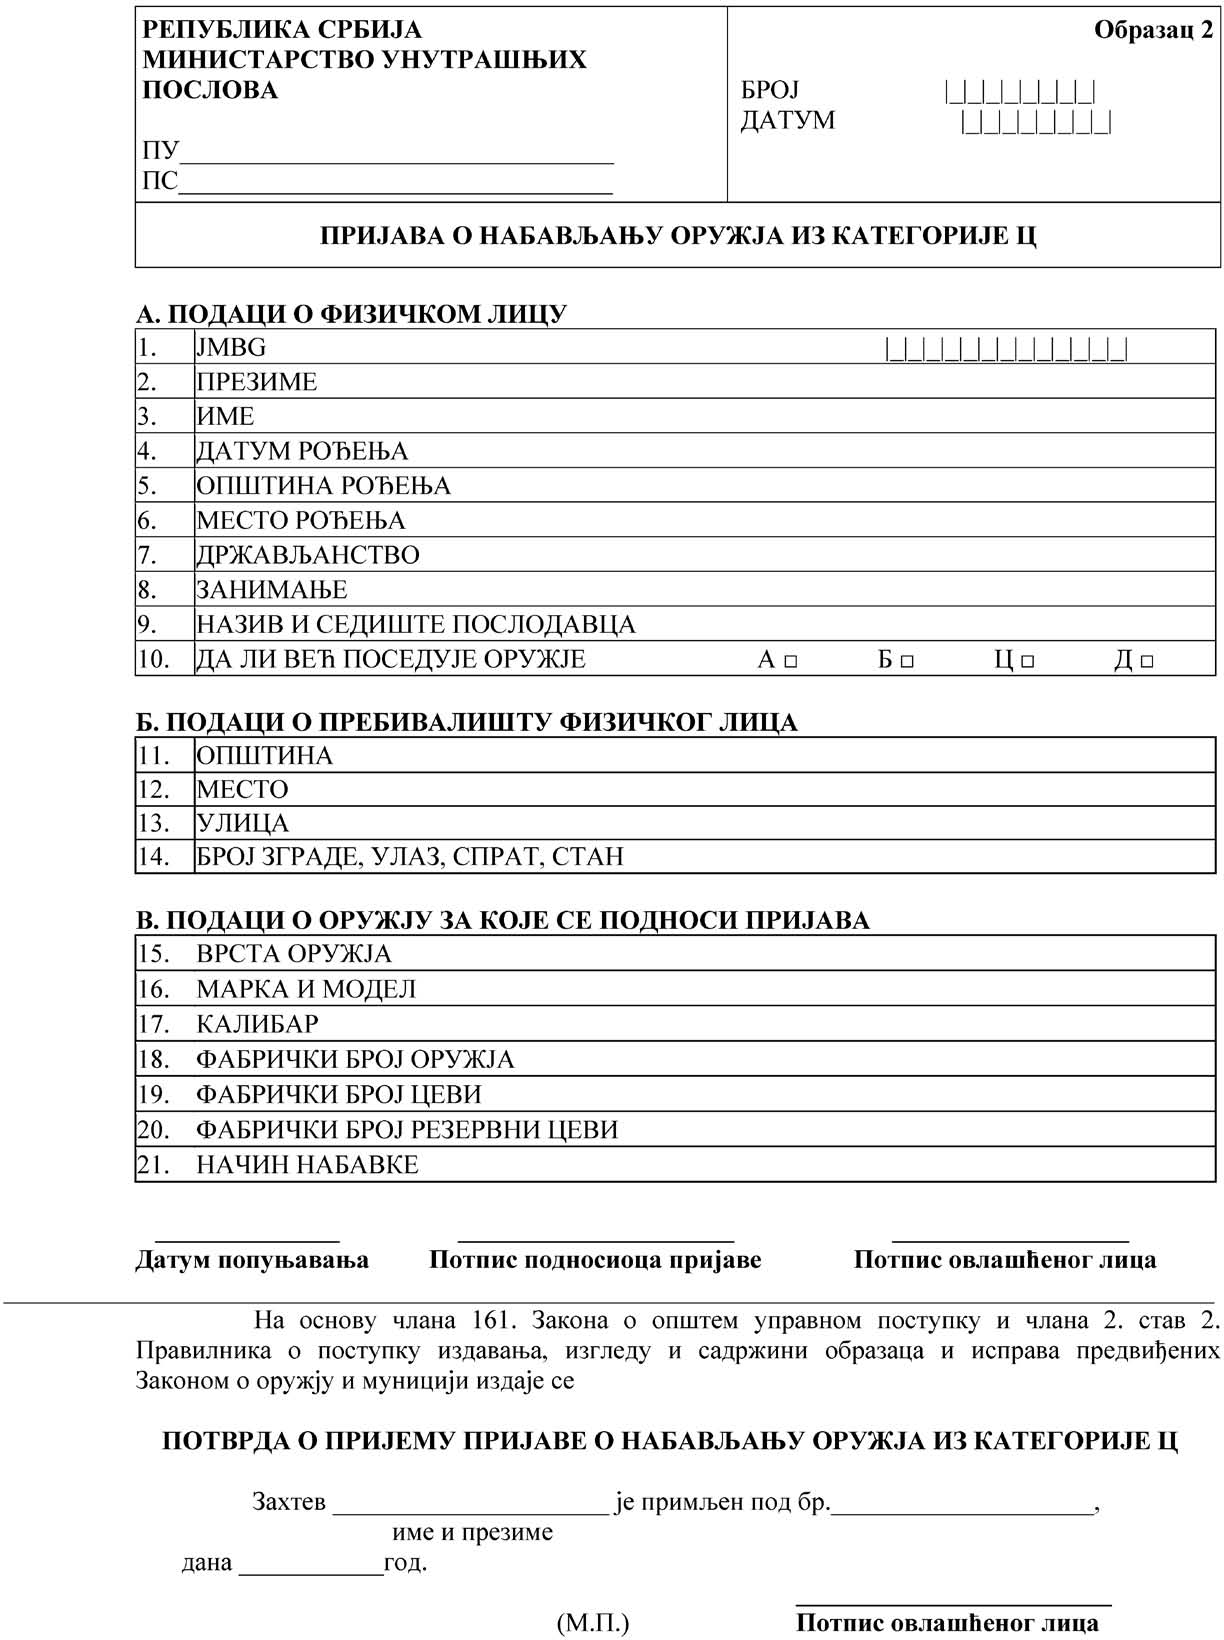 РЕПУБЛИКА СРБИЈА
МИНИСТАРСТВО УНУТРАШЊИХ
ПОСЛОВА
ПУ_______________________________
ПС_______________________________
Образац 2
БРОЈ |_|_|_|_|_|_|_|_|
ДАТУМ |_|_|_|_|_|_|_|_|
ПРИЈАВА О НАБАВЉАЊУ ОРУЖЈА ИЗ КАТЕГОРИЈЕ Ц
А. ПОДАЦИ О ФИЗИЧКОМ ЛИЦУ
1. JMBG |_|_|_|_|_|_|_|_|_|_|_|_|_|
2. ПРЕЗИМЕ
3. ИМЕ
4. ДАТУМ РОЂЕЊА
5. ОПШТИНА РОЂЕЊА
6. МЕСТО РОЂЕЊА
7. ДРЖАВЉАНСТВО
8. ЗАНИМАЊЕ
9. НАЗИВ И СЕДИШТЕ ПОСЛОДАВЦА
10. ДА ЛИ ВЕЋ ПОСЕДУЈЕ ОРУЖЈЕ А □ Б □ Ц □ Д □
Б. ПОДАЦИ О ПРЕБИВАЛИШТУ ФИЗИЧКОГ ЛИЦА
11. ОПШТИНА
12. МЕСТО
13. УЛИЦА
14. БРОЈ ЗГРАДЕ, УЛАЗ, СПРАТ, СТАН
В. ПОДАЦИ О ОРУЖЈУ ЗА КОЈЕ СЕ ПОДНОСИ ПРИЈАВА
15. ВРСТА ОРУЖЈА
16. МАРКА И МОДЕЛ
17. КАЛИБАР
18. ФАБРИЧКИ БРОЈ ОРУЖЈА
19. ФАБРИЧКИ БРОЈ ЦЕВИ
20. ФАБРИЧКИ БРОЈ РЕЗЕРВНИ ЦЕВИ
21. НАЧИН НАБАВКЕ
Датум попуњавања Потпис подносиоца пријаве Потпис овлашћеног лица
На основу члана 161. Закона о општем управном поступку и члана 2. став 2.
Правилника о поступку издавања, изгледу и садржини образаца и исправа предвиђених
Законом о оружју и муницији издаје се
ПОТВРДА О ПРИЈЕМУ ПРИЈАВЕ О НАБАВЉАЊУ ОРУЖЈА ИЗ КАТЕГОРИЈЕ Ц
Захтев _____________________ је примљен под бр.____________________,
име и презиме
дана ___________год.
(М.П.) Потпис овлашћеног лица